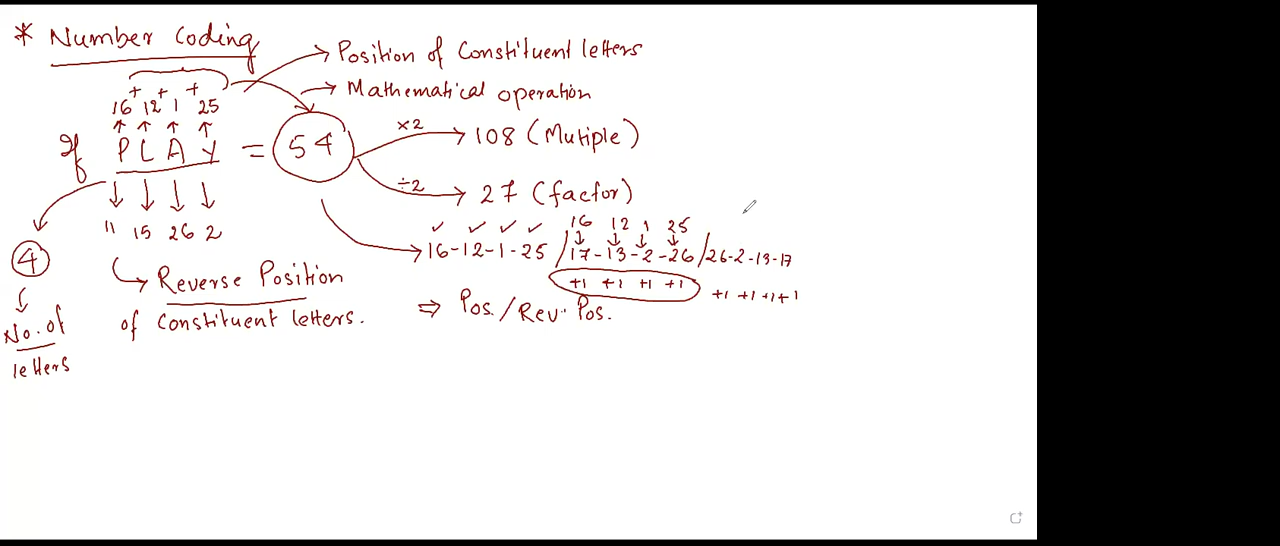 * Number Coding
→ Position of Constituent letters
→ Mathematical operation
+ + +
16 12 1 25
If PLAY = 54
×2 → 108 (Mutiple)
÷2 → 27 (factor)
11 15 26 2
16 12 1 25
16-12-1-25 / 17-13-2-26 / 26-2-13-17
+1 +1 +1 +1
+1 +1 +1 +1
4
No. of
letters
Reverse Position
of Constituent letters.
⇒ Pos./Rev. Pos.